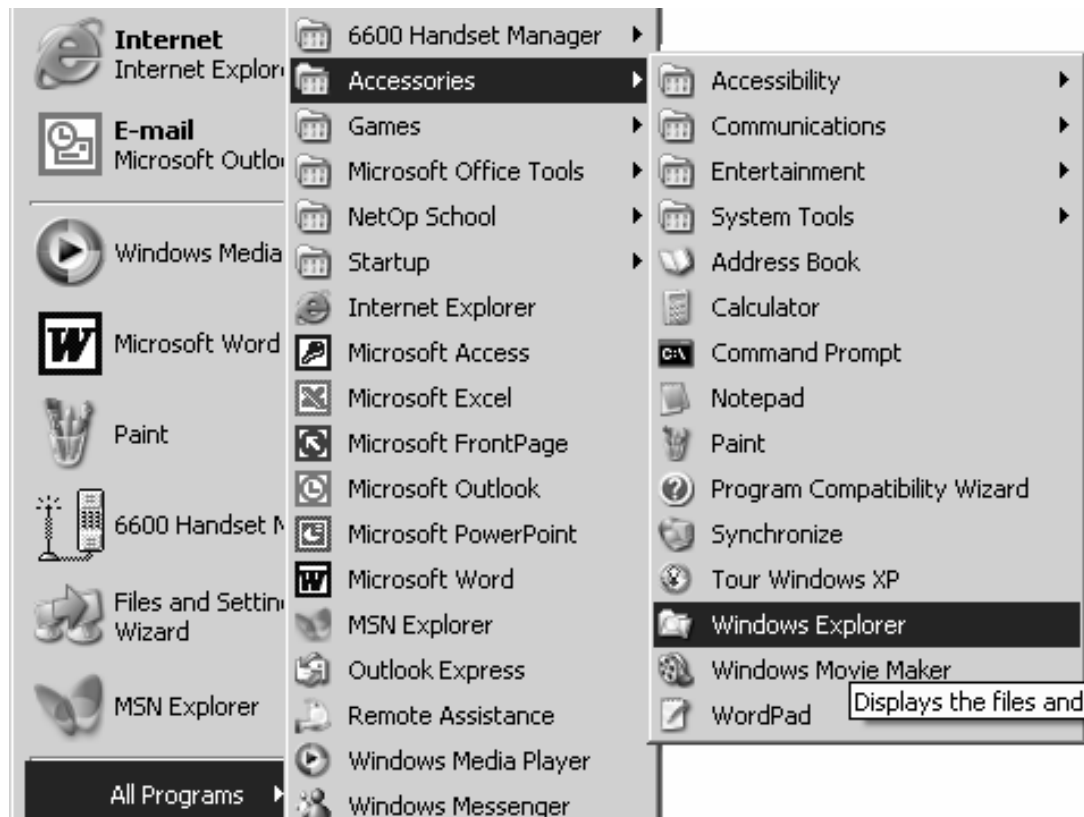 Internet
Internet Explor
E-mail
Microsoft Outlo
Windows Media
Microsoft Word
Paint
6600 Handset M
Files and Settin
Wizard
MSN Explorer
All Programs
6600 Handset Manager
Accessories
Games
Microsoft Office Tools
NetOp School
Startup
Internet Explorer
Microsoft Access
Microsoft Excel
Microsoft FrontPage
Microsoft Outlook
Microsoft PowerPoint
Microsoft Word
MSN Explorer
Outlook Express
Remote Assistance
Windows Media Player
Windows Messenger
Accessibility
Communications
Entertainment
System Tools
Address Book
Calculator
Command Prompt
Notepad
Paint
Program Compatibility Wizard
Synchronize
Tour Windows XP
Windows Explorer
Windows Movie Maker
Displays the files and
WordPad